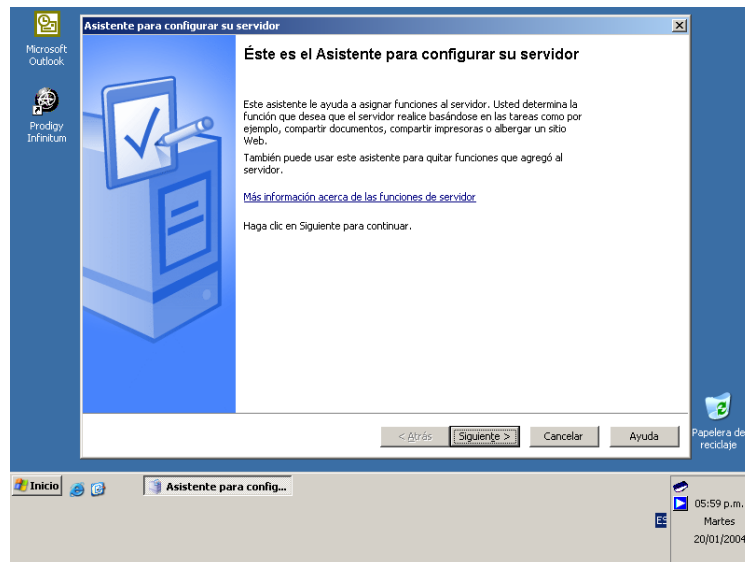 Microsoft
Outlook
Prodigy
Infinitum
Asistente para configurar su servidor
Éste es el Asistente para configurar su servidor
Este asistente le ayuda a asignar funciones al servidor. Usted determina la
función que desea que el servidor realice basándose en las tareas como por
ejemplo, compartir documentos, compartir impresoras o albergar un sitio
Web.
También puede usar este asistente para quitar funciones que agregó al
servidor.
Más información acerca de las funciones de servidor
Haga clic en Siguiente para continuar.
< Atrás
Siguiente >
Cancelar
Ayuda
Papelera de
reciclaje
Inicio
Asistente para config...
ES
05:59 p.m.
Martes
20/01/2004